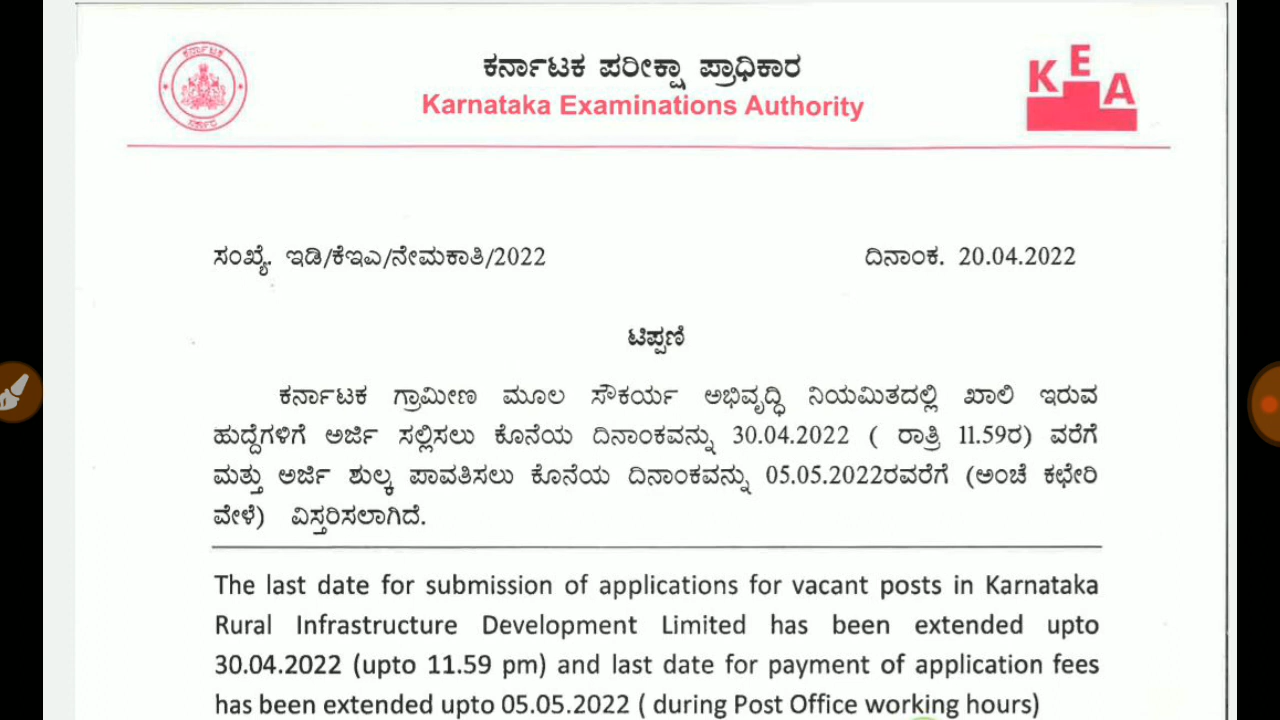 ಕರ್ನಾಟಕ ಪರೀಕ್ಷಾ ಪ್ರಾಧಿಕಾರ
Karnataka Examinations Authority
ಕರ್ನಾಟಕ
ಸರ್ಕಾರ
KEA
ಸಂಖ್ಯೆ. ಇಡಿ/ಕೆಇಎ/ನೇಮಕಾತಿ/2022 ದಿನಾಂಕ. 20.04.2022
ಟಿಪ್ಪಣಿ
ಕರ್ನಾಟಕ ಗ್ರಾಮೀಣ ಮೂಲ ಸೌಕರ್ಯ ಅಭಿವೃದ್ಧಿ ನಿಯಮಿತದಲ್ಲಿ ಖಾಲಿ ಇರುವ
ಹುದ್ದೆಗಳಿಗೆ ಅರ್ಜಿ ಸಲ್ಲಿಸಲು ಕೊನೆಯ ದಿನಾಂಕವನ್ನು 30.04.2022 ( ರಾತ್ರಿ 11.59ರ) ವರೆಗೆ
ಮತ್ತು ಅರ್ಜಿ ಶುಲ್ಕ ಪಾವತಿಸಲು ಕೊನೆಯ ದಿನಾಂಕವನ್ನು 05.05.2022ರವರೆಗೆ (ಅಂಚೆ ಕಛೇರಿ
ವೇಳೆ) ವಿಸ್ತರಿಸಲಾಗಿದೆ.
The last date for submission of applications for vacant posts in Karnataka
Rural Infrastructure Development Limited has been extended upto
30.04.2022 (upto 11.59 pm) and last date for payment of application fees
has been extended upto 05.05.2022 ( during Post Office working hours)